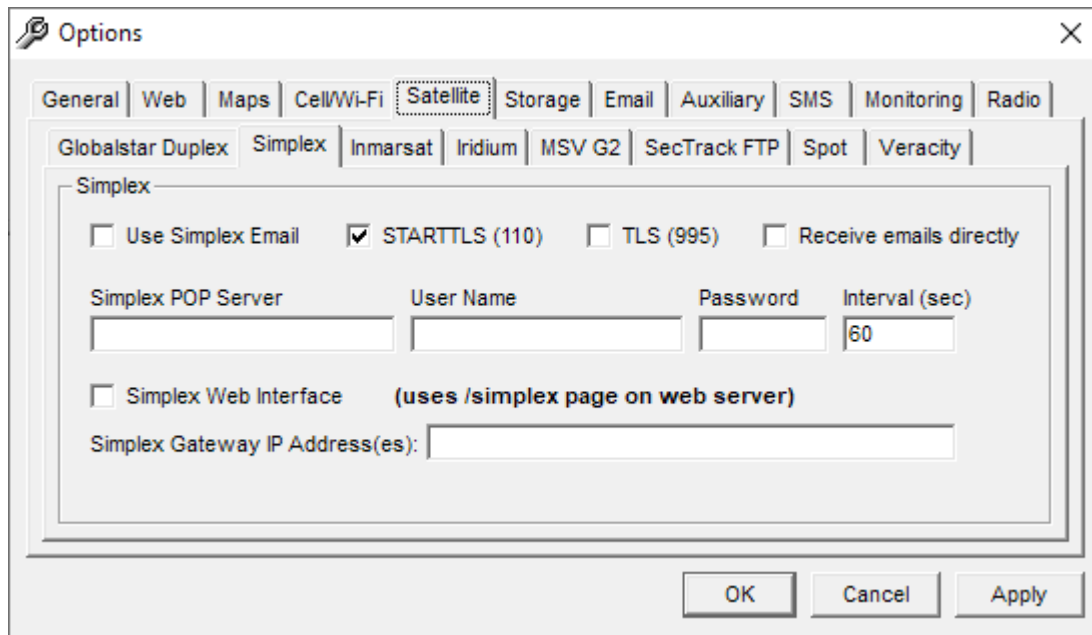 Options
General Web Maps Cell/Wi-Fi Satellite Storage Email Auxiliary SMS Monitoring Radio
Globalstar Duplex Simplex Inmarsat Iridium MSV G2 SecTrack FTP Spot Veracity
Simplex
Use Simplex Email STARTTLS (110) TLS (995) Receive emails directly
Simplex POP Server User Name Password Interval (sec)
60
Simplex Web Interface (uses /simplex page on web server)
Simplex Gateway IP Address(es):
OK Cancel Apply